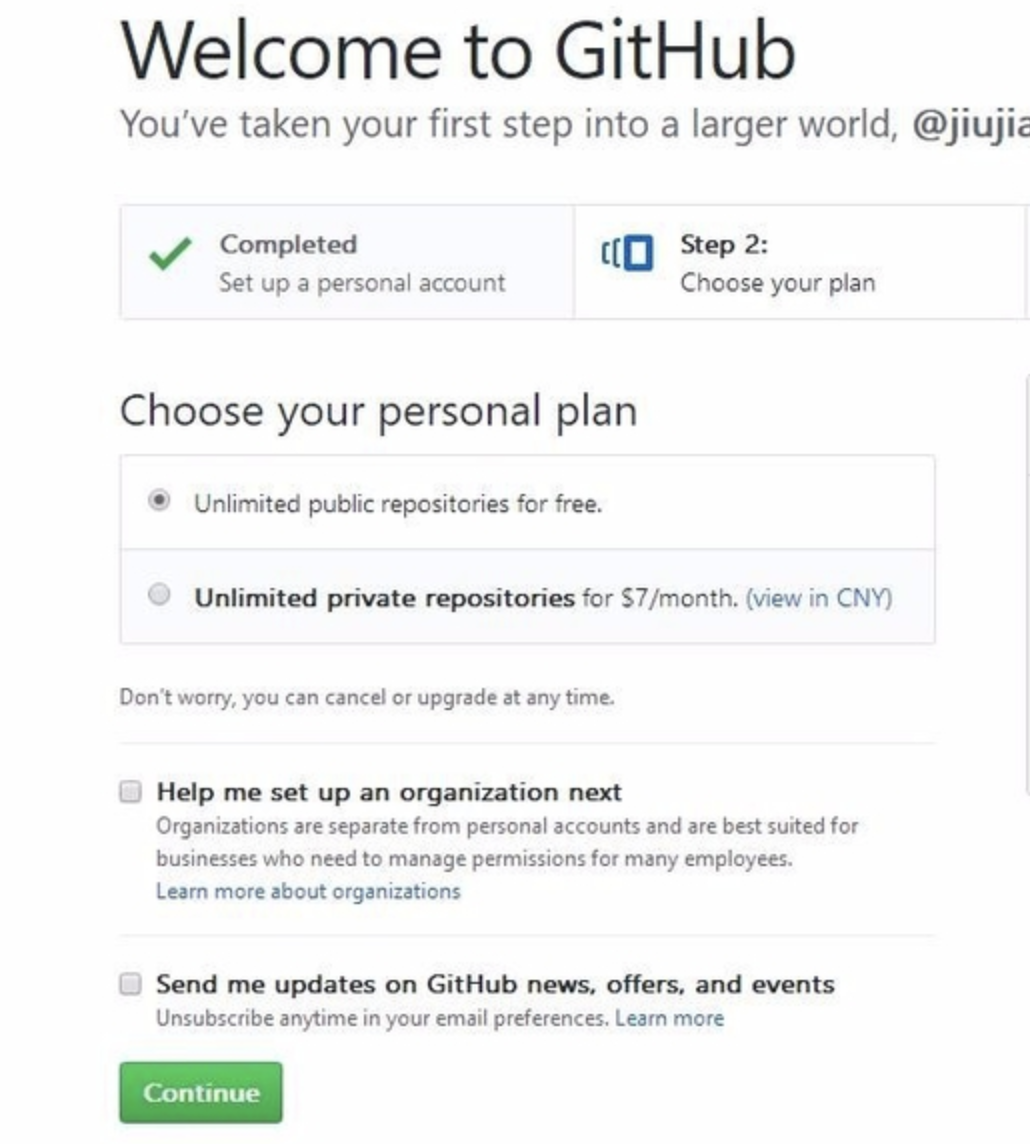 Welcome to GitHub
You've taken your first step into a larger world, @jiujia
Completed
Set up a personal account
Step 2:
Choose your plan
Choose your personal plan
Unlimited public repositories for free.
Unlimited private repositories for $7/month. (view in CNY)
Don't worry, you can cancel or upgrade at any time.
Help me set up an organization next
Organizations are separate from personal accounts and are best suited for
businesses who need to manage permissions for many employees.
Learn more about organizations
Send me updates on GitHub news, offers, and events
Unsubscribe anytime in your email preferences. Learn more
Continue